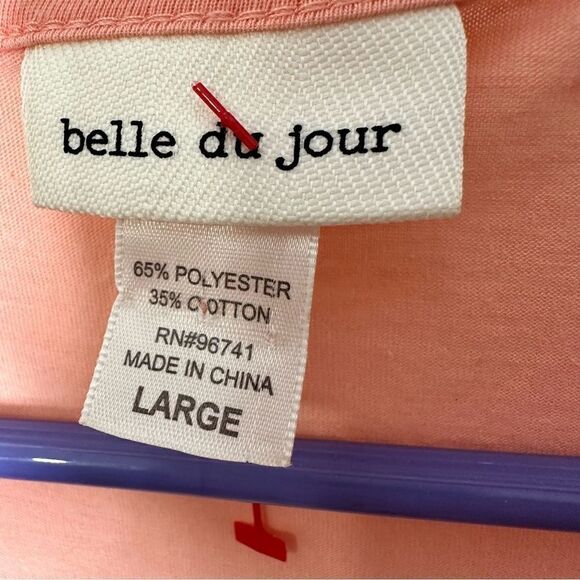 belle du jour
65% POLYESTER
35% COTTON
RN#96741
MADE IN CHINA
LARGE